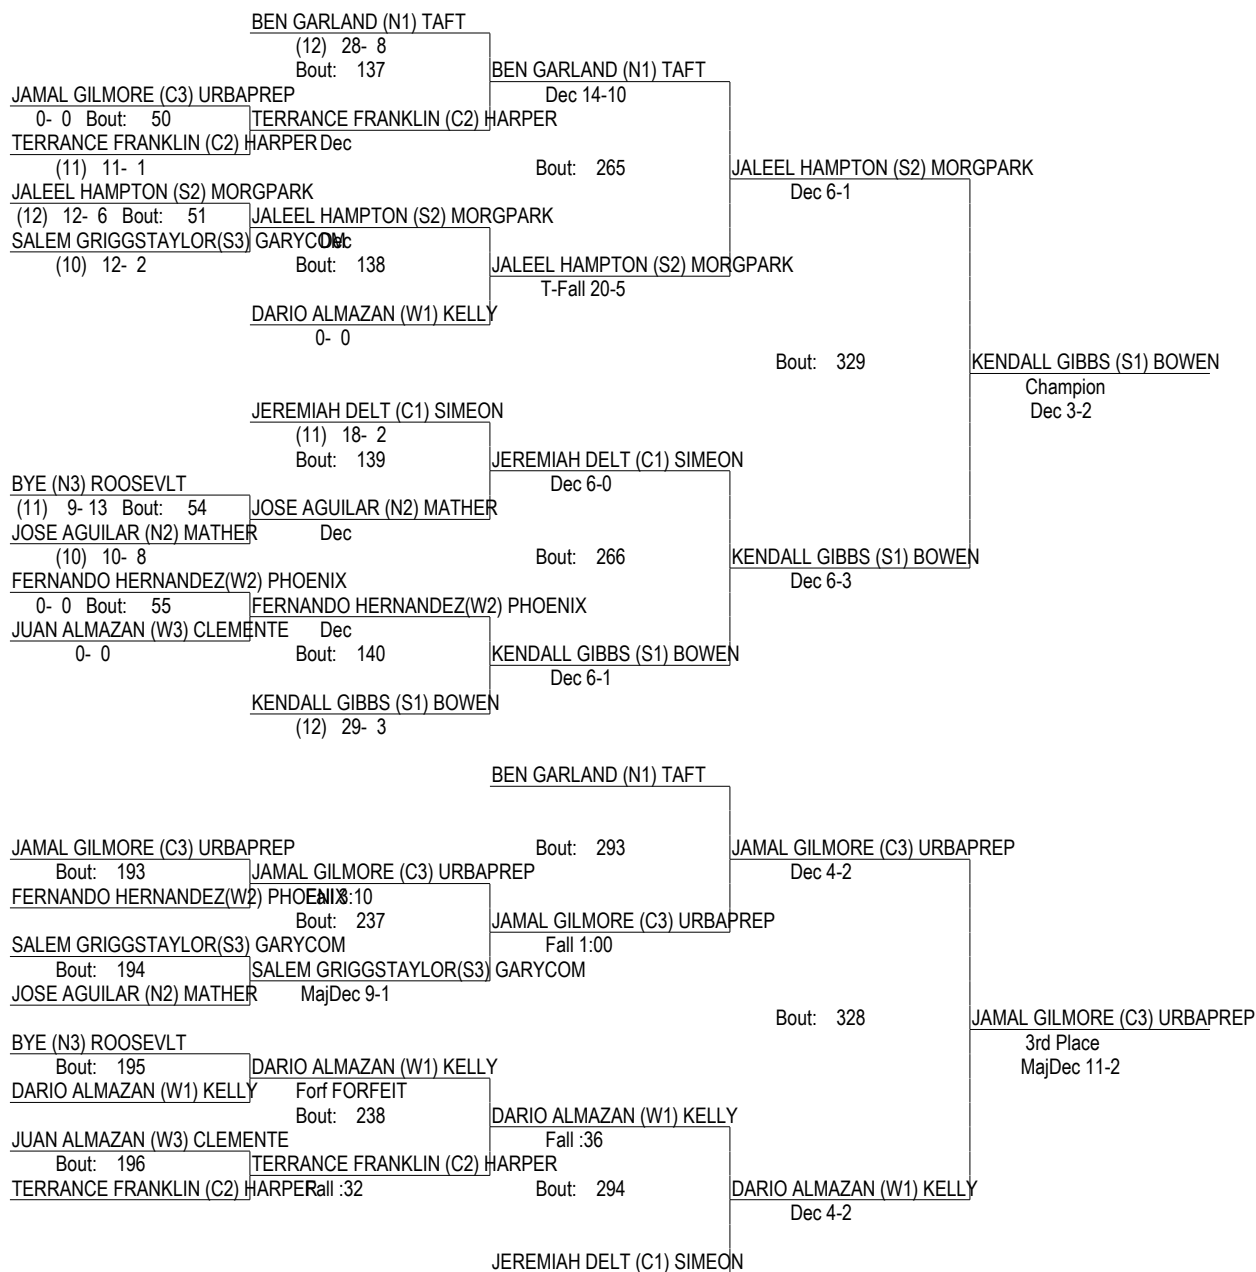 BEN GARLAND (N1) TAFT
(12) 28- 8
Bout: 137
BEN GARLAND (N1) TAFT
Dec 14-10
JAMAL GILMORE (C3) URBAPREP
0- 0 Bout: 50
TERRANCE FRANKLIN (C2) HARPER
TERRANCE FRANKLIN (C2) HARPER Dec
(11) 11- 1
Bout: 265
JALEEL HAMPTON (S2) MORGPARK
Dec 6-1
JALEEL HAMPTON (S2) MORGPARK
(12) 12- 6 Bout: 51
JALEEL HAMPTON (S2) MORGPARK
SALEM GRIGGSTAYLOR(S3) GARYCOM
Dec
(10) 12- 2
Bout: 138
JALEEL HAMPTON (S2) MORGPARK
T-Fall 20-5
DARIO ALMAZAN (W1) KELLY
0- 0
Bout: 329
KENDALL GIBBS (S1) BOWEN
Champion
Dec 3-2
JEREMIAH DELT (C1) SIMEON
(11) 18- 2
Bout: 139
JEREMIAH DELT (C1) SIMEON
Dec 6-0
BYE (N3) ROOSEVLT
(11) 9- 13 Bout: 54
JOSE AGUILAR (N2) MATHER
JOSE AGUILAR (N2) MATHER
Dec
(10) 10- 8
Bout: 266
KENDALL GIBBS (S1) BOWEN
Dec 6-3
FERNANDO HERNANDEZ(W2) PHOENIX
0- 0 Bout: 55
FERNANDO HERNANDEZ(W2) PHOENIX
JUAN ALMAZAN (W3) CLEMENTE
Dec
0- 0
Bout: 140
KENDALL GIBBS (S1) BOWEN
Dec 6-1
KENDALL GIBBS (S1) BOWEN
(12) 29- 3
BEN GARLAND (N1) TAFT
JAMAL GILMORE (C3) URBAPREP
Bout: 193
Bout: 293
JAMAL GILMORE (C3) URBAPREP
Dec 4-2
JAMAL GILMORE (C3) URBAPREP
FERNANDO HERNANDEZ(W2) PHOENIX
Fall 3:10
Bout: 237
JAMAL GILMORE (C3) URBAPREP
Fall 1:00
SALEM GRIGGSTAYLOR(S3) GARYCOM
Bout: 194
SALEM GRIGGSTAYLOR(S3) GARYCOM
JOSE AGUILAR (N2) MATHER
MajDec 9-1
Bout: 328
JAMAL GILMORE (C3) URBAPREP
3rd Place
MajDec 11-2
BYE (N3) ROOSEVLT
Bout: 195
DARIO ALMAZAN (W1) KELLY
DARIO ALMAZAN (W1) KELLY
Forf FORFEIT
Bout: 238
DARIO ALMAZAN (W1) KELLY
Fall :36
JUAN ALMAZAN (W3) CLEMENTE
Bout: 196
TERRANCE FRANKLIN (C2) HARPER
TERRANCE FRANKLIN (C2) HARPER
Fall :32
Bout: 294
DARIO ALMAZAN (W1) KELLY
Dec 4-2
JEREMIAH DELT (C1) SIMEON